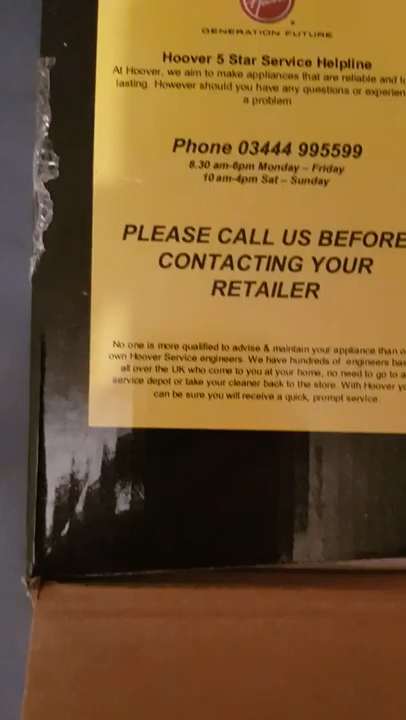 Hoover
GENERATION FUTURE
Hoover 5 Star Service Helpline
At Hoover, we aim to make appliances that are reliable and
lasting. However should you have any questions or
a problem
Phone 03444 995599
8.30 am-6pm Monday – Friday
10am-4pm Sat – Sunday
PLEASE CALL US BEFORE
CONTACTING YOUR
RETAILER
No one is more qualified to advise & maintain your appliance than
own Hoover Service engineers. We have hundreds of engineers
all over the UK who come to you at your home, no need to go to a
service depot or take your cleaner back to the store. With Hoover
can be sure you will receive a quick, prompt service.